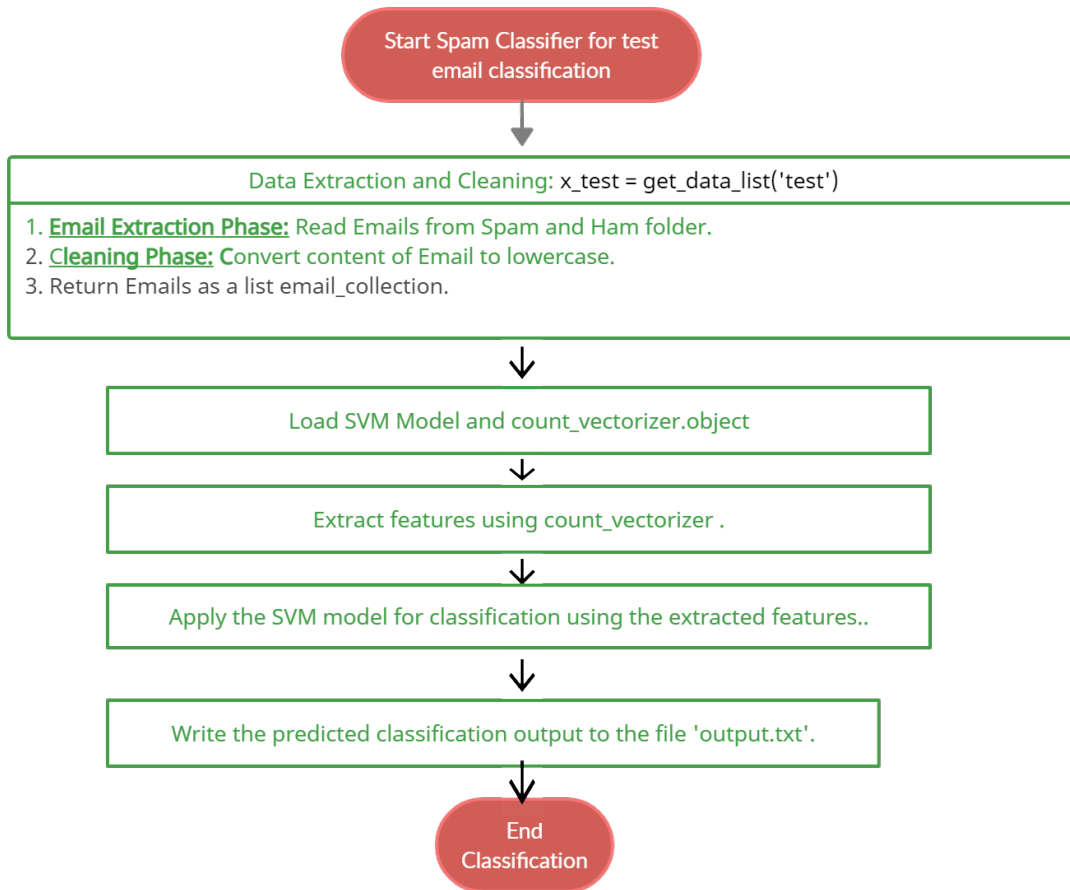 Start Spam Classifier for test
email classification
Data Extraction and Cleaning: x_test = get_data_list('test')
1. Email Extraction Phase: Read Emails from Spam and Ham folder.
2. Cleaning Phase: Convert content of Email to lowercase.
3. Return Emails as a list email_collection.
Load SVM Model and count_vectorizer.object
Extract features using count_vectorizer .
Apply the SVM model for classification using the extracted features..
Write the predicted classification output to the file 'output.txt'.
End
Classification